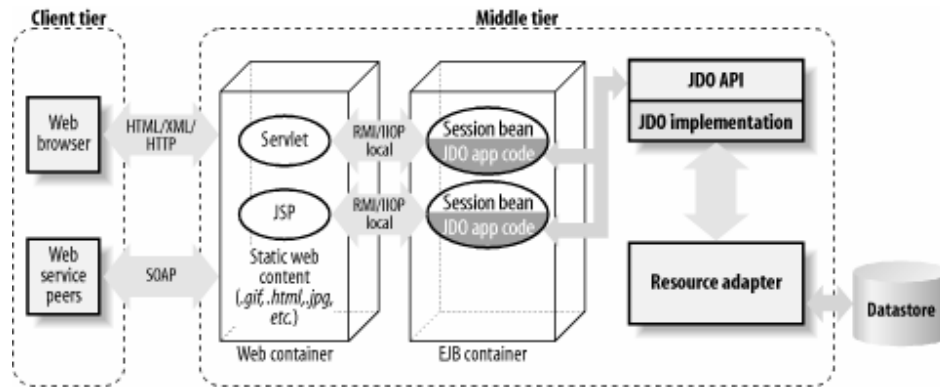 Client tier
Middle tier
Web
browser
HTML/XML/
HTTP
Web
service
peers
SOAP
Servlet
JSP
Static web
content
(.gif, .html,.jpg,
etc.)
Web container
RMI/IIOP
local
RMI/IIOP
local
Session bean
JDO app code
Session bean
JDO app code
EJB container
JDO API
JDO implementation
Resource adapter
Datastore